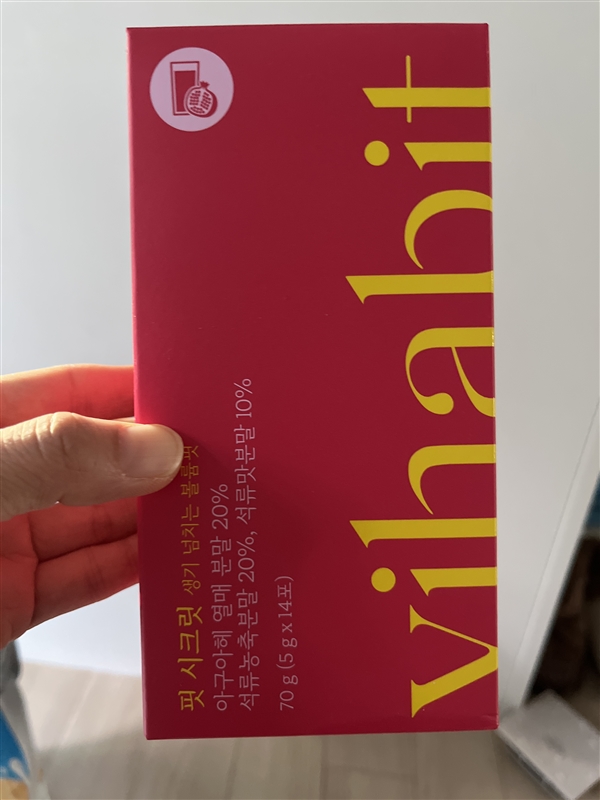 vihabit
핏 시크릿 생기 넘치는 볼륨핏
아구아헤 열매 분말 20%
석류농축분말 20%, 석류맛분말 10%
70 g (5 g x 14포)